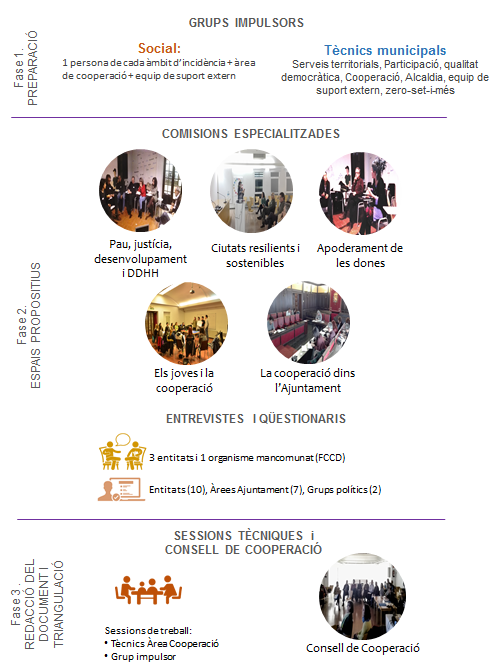 GRUPS IMPULSORS
Fase 1.
PREPARACIÓ
Social:
1 persona de cada àmbit d'incidència + àrea
de cooperació + equip de suport extern
Tècnics municipals
Serveis territorials, Participació, qualitat
democràtica, Cooperació, Alcaldia, equip de
suport extern, zero-set-i-més
Fase 2.
ESPAIS PROPOSITIUS
COMISIONS ESPECIALITZADES
Pau, justícia,
desenvolupament
i DDHH
Ciutats resilients i
sostenibles
Apoderament de
les dones
Els joves i la
cooperació
La cooperació dins
l'Ajuntament
ENTREVISTES I QÜESTIONARIS
3 entitats i 1 organisme mancomunat (FCCD)
Entitats (10), Àrees Ajuntament (7), Grups polítics (2)
Fase 3.
REDACCIÓ DEL
DOCUMENT I
TRIANGULACIÓ
SESSIONS TÈCNIQUES i
CONSELL DE COOPERACIÓ
Sessions de treball:
• Tècnics Àrea Cooperació
• Grup impulsor
Consell de Cooperació